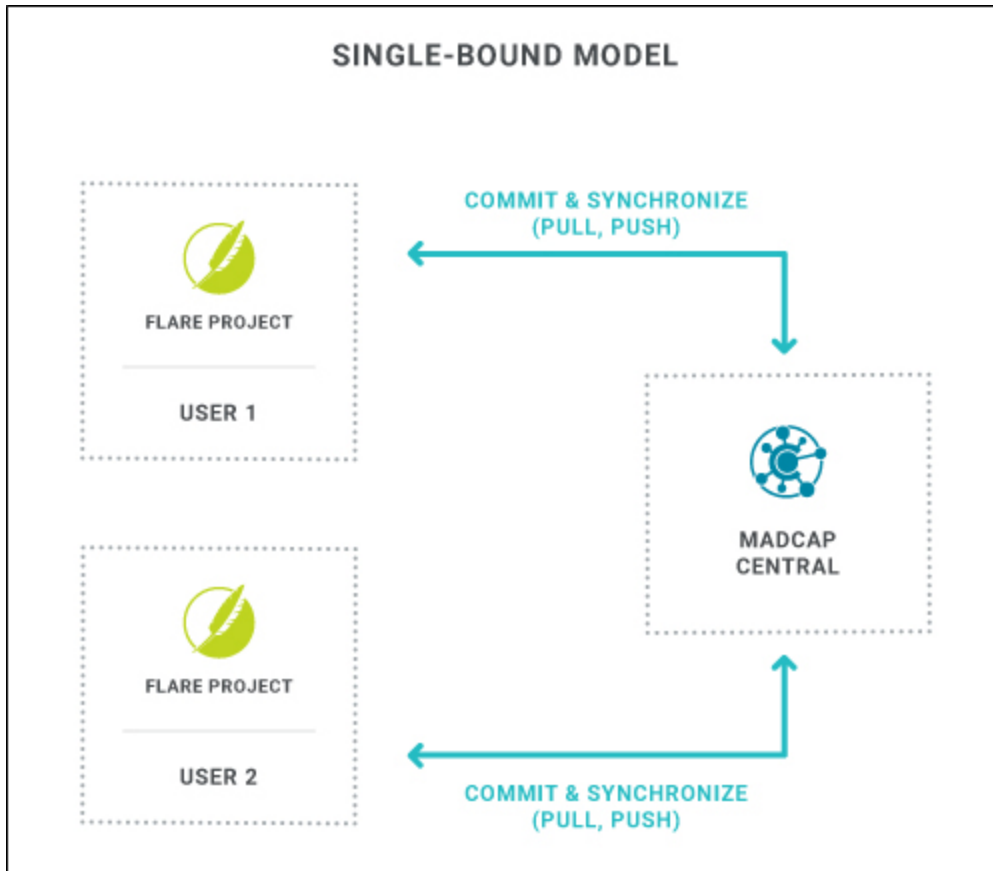 SINGLE-BOUND MODEL
COMMIT & SYNCHRONIZE
(PULL, PUSH)
FLARE PROJECT
USER 1
MADCAP
CENTRAL
FLARE PROJECT
USER 2
COMMIT & SYNCHRONIZE
(PULL, PUSH)